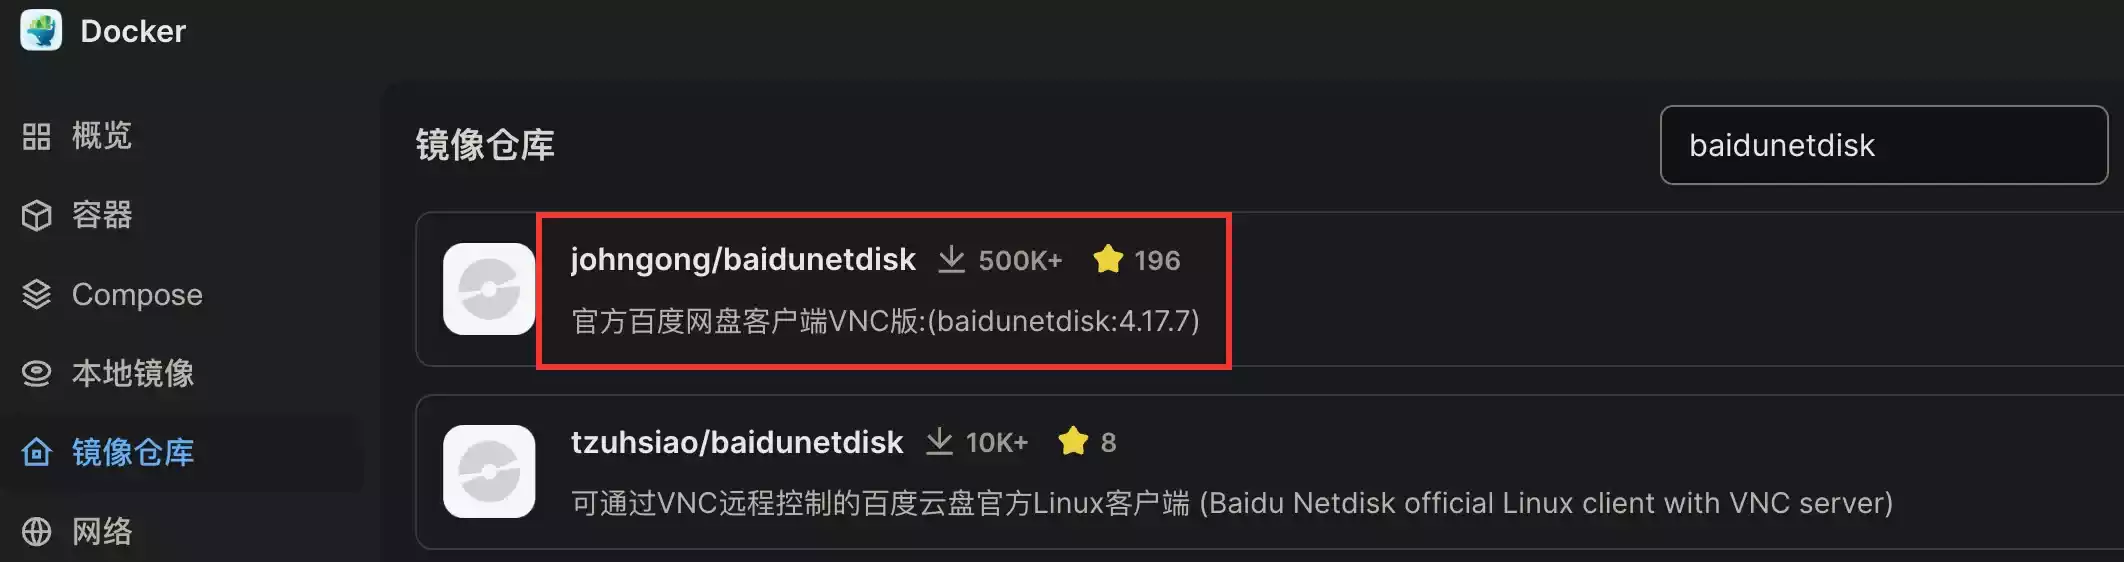 Docker
概览
容器
Compose
本地镜像
镜像仓库
网络
镜像仓库
baidunetdisk
johngong/baidunetdisk 500K+ 196
官方百度网盘客户端VNC版:(baidunetdisk:4.17.7)
tzuhsiao/baidunetdisk 10K+ 8
可通过VNC远程控制的百度云盘官方Linux客户端 (Baidu Netdisk official Linux client with VNC server)